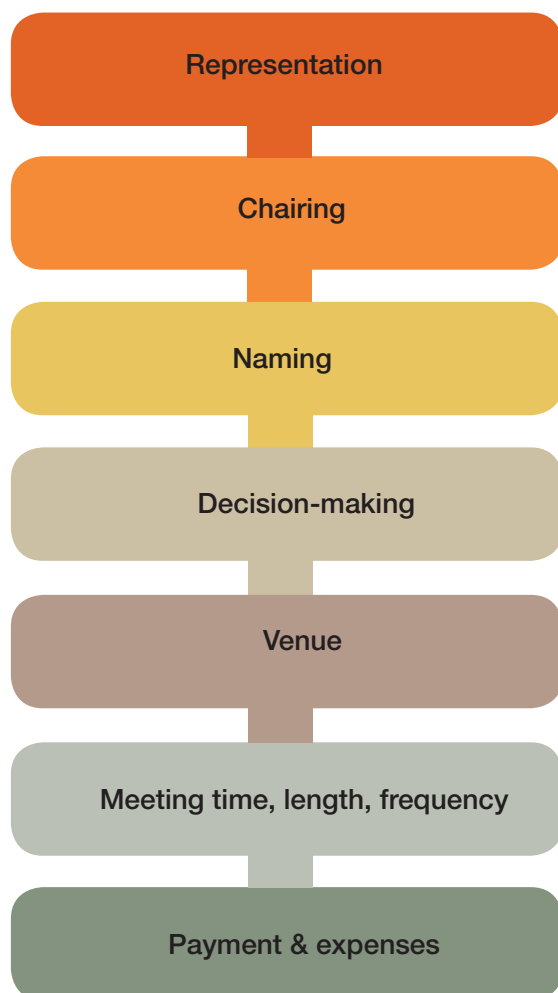 Representation
Chairing
Naming
Decision-making
Venue
Meeting time, length, frequency
Payment & expenses